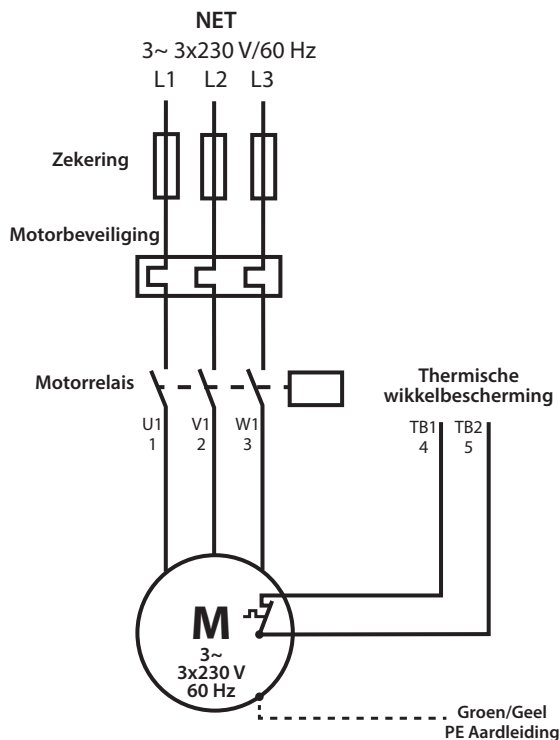 NET
3~ 3x230 V/60 Hz
L1 L2 L3
Zekering
Motorbeveiliging
Motorrelais
Thermische
wikkelbescherming
U1 V1 W1
1 2 3
TB1 TB2
4 5
M
3~
3x230 V
60 Hz
Groen/Geel
PE Aardleiding